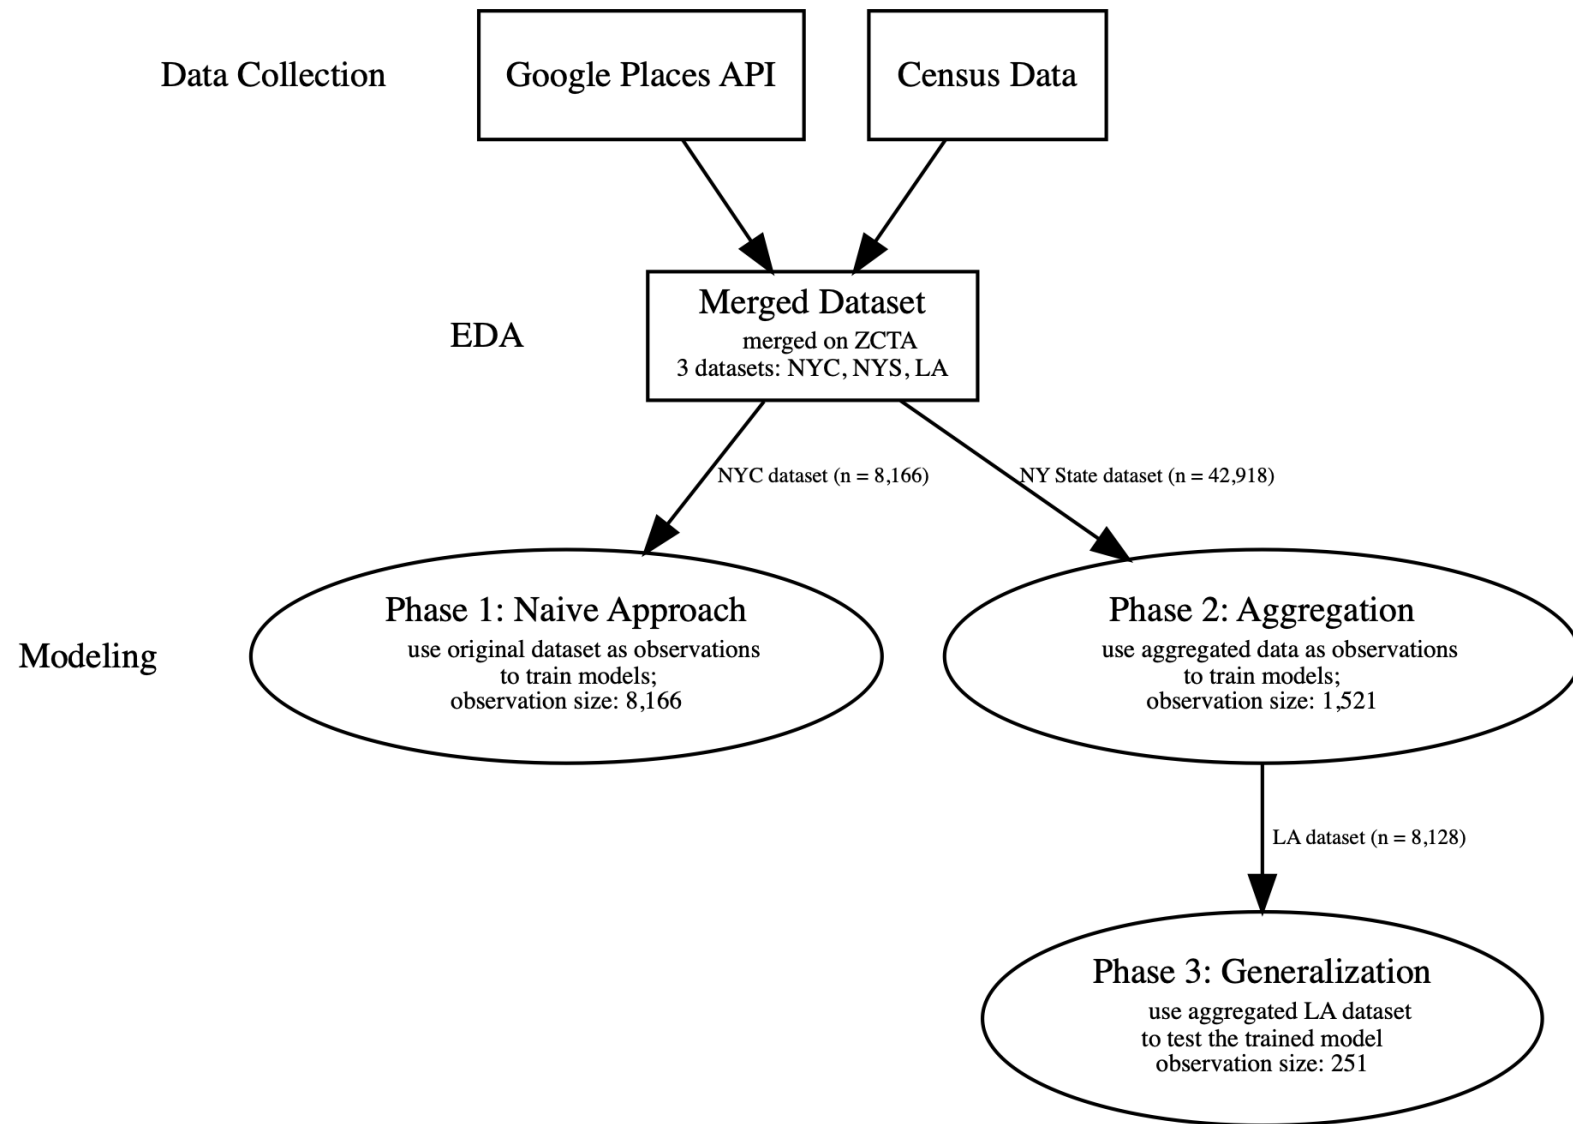 Data Collection
Google Places API
Census Data
EDA
Merged Dataset
merged on ZCTA
3 datasets: NYC, NYS, LA
NYC dataset (n = 8,166)
NY State dataset (n = 42,918)
Modeling
Phase 1: Naive Approach
use original dataset as observations
to train models;
observation size: 8,166
Phase 2: Aggregation
use aggregated data as observations
to train models;
observation size: 1,521
LA dataset (n = 8,128)
Phase 3: Generalization
use aggregated LA dataset
to test the trained model
observation size: 251